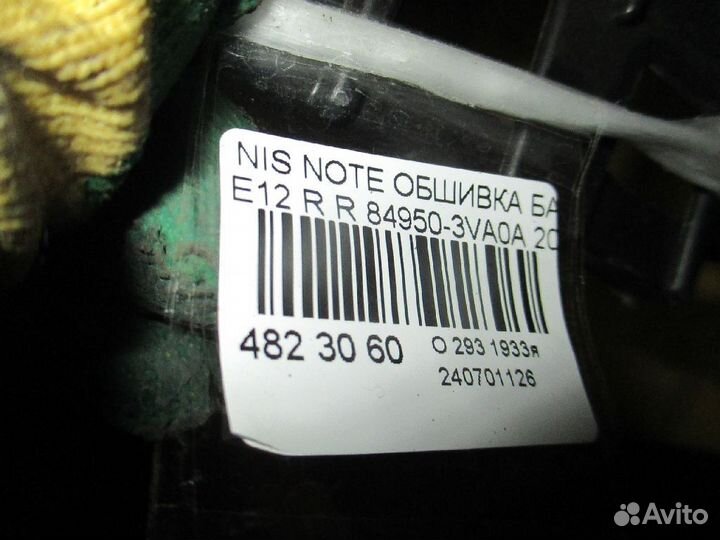 NIS NOTE ОБШИВКА БА
E12 R R 84950-3VA0A 20
482 30 60
О 293 1933я
240701126
Avito